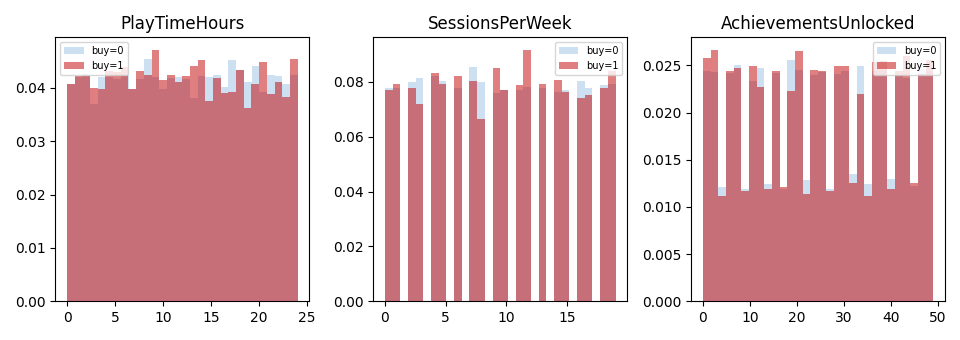 PlayTimeHours
buy=0
buy=1
0.04
0.03
0.02
0.01
0.00
0 5 10 15 20 25
SessionsPerWeek
buy=0
buy=1
0.08
0.06
0.04
0.02
0.00
0 5 10 15
AchievementsUnlocked
buy=0
buy=1
0.025
0.020
0.015
0.010
0.005
0.000
0 10 20 30 40 50